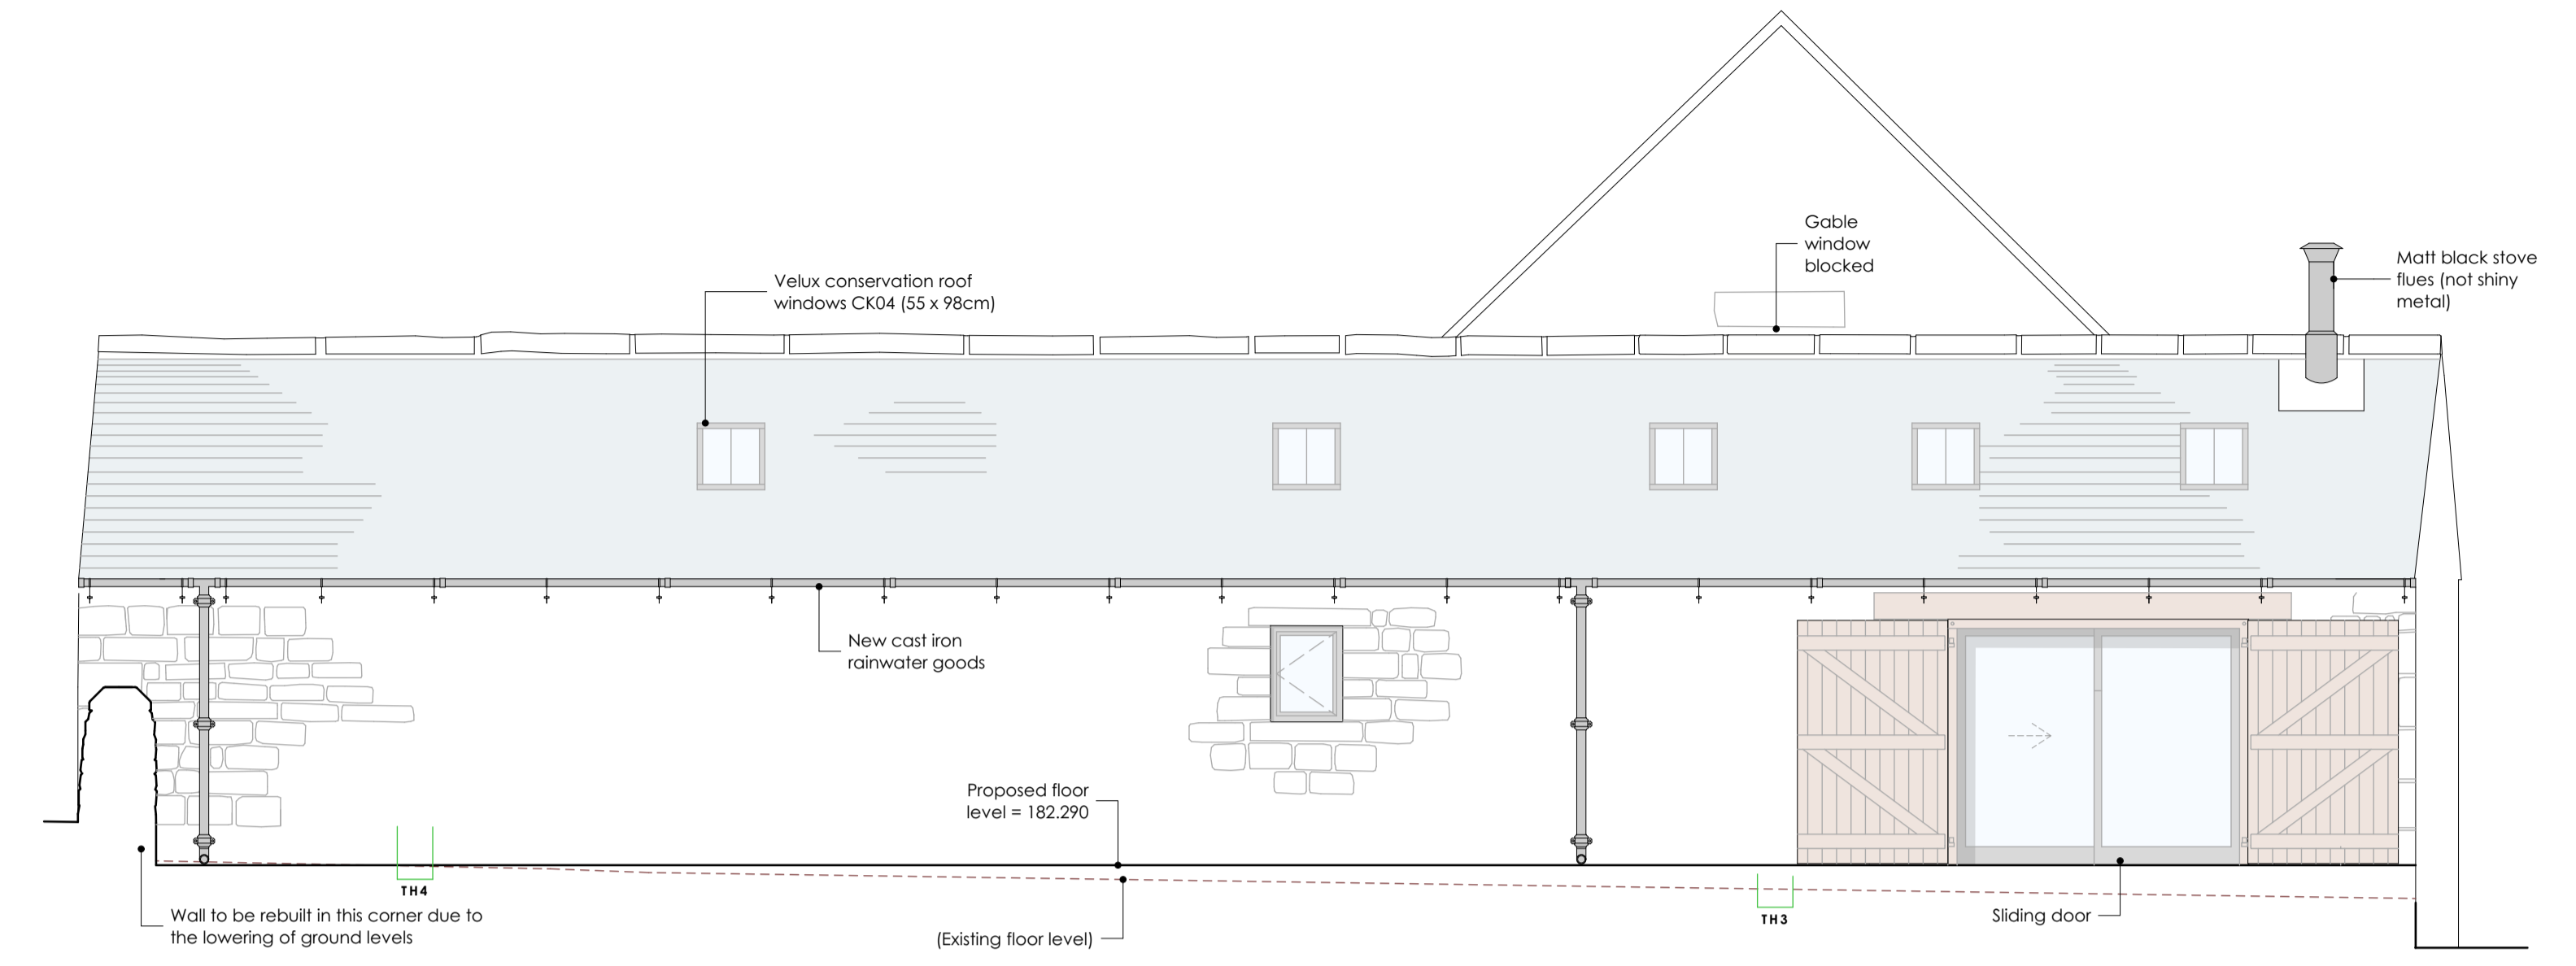 Gable
window
blocked
Matt black stove
flues (not shiny
metal)
Velux conservation roof
windows CK04 (55 x 98cm)
New cast iron
rainwater goods
Proposed floor
level = 182.290
TH4
TH3
Wall to be rebuilt in this corner due to
the lowering of ground levels
(Existing floor level)
Sliding door